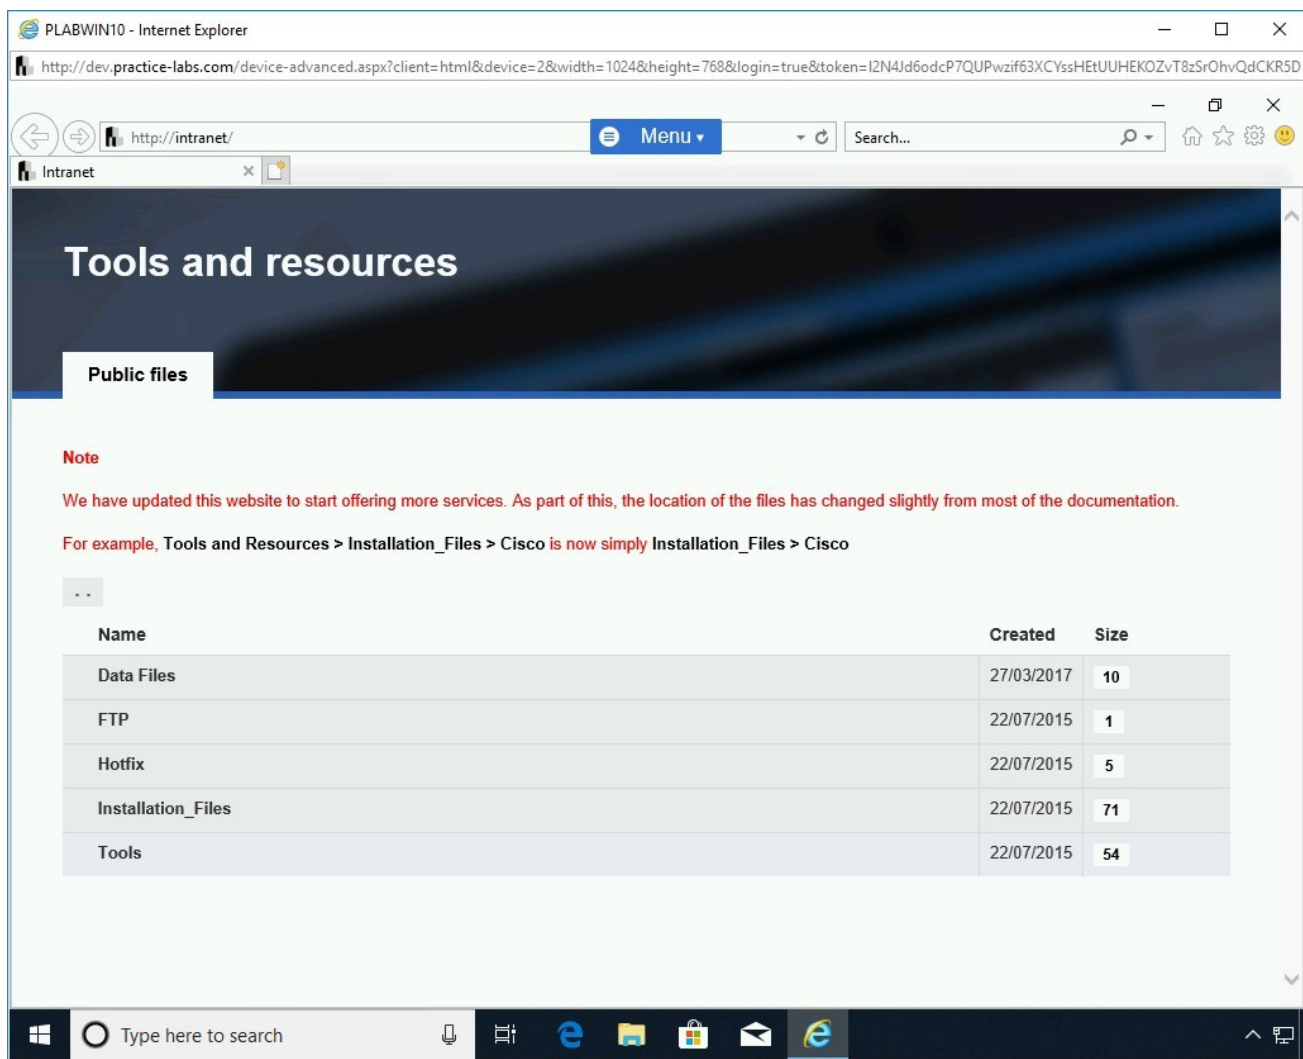 PLABWIN10 - Internet Explorer
http://dev.practice-labs.com/device-advanced.aspx?client=html&device=2&width=1024&height=768&login=true&token=I2N4Jd6odcP7QUPwzif63XCYssHEtUUHEKOZvT8zSrOhvQdCKR5D
http://intranet/
Menu
Search...
Intranet
Tools and resources
Public files
Note
We have updated this website to start offering more services. As part of this, the location of the files has changed slightly from most of the documentation.
For example, Tools and Resources > Installation_Files > Cisco is now simply Installation_Files > Cisco
. .
Name Created Size
Data Files 27/03/2017 10
FTP 22/07/2015 1
Hotfix 22/07/2015 5
Installation_Files 22/07/2015 71
Tools 22/07/2015 54
Type here to search